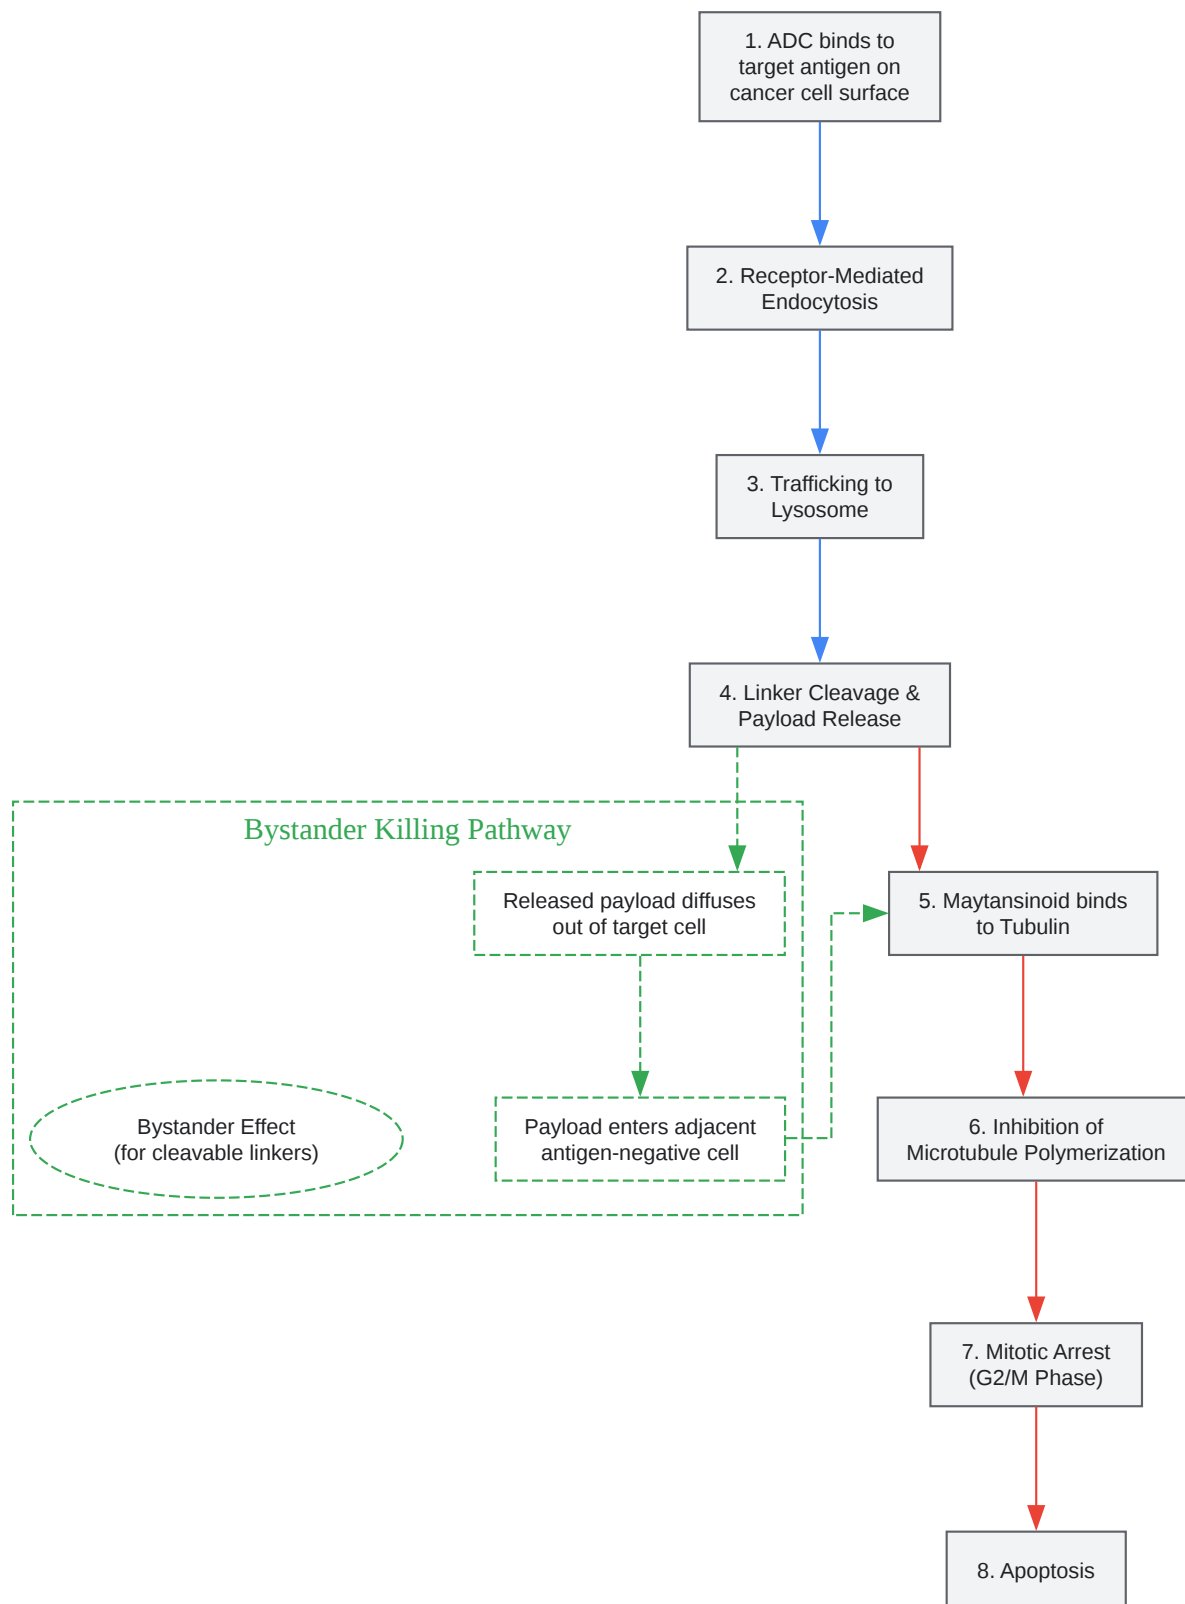 1. ADC binds to
target antigen on
cancer cell surface
2. Receptor-Mediated
Endocytosis
3. Trafficking to
Lysosome
4. Linker Cleavage &
Payload Release
Bystander Killing Pathway
Released payload diffuses
out of target cell
5. Maytansinoid binds
to Tubulin
Bystander Effect
(for cleavable linkers)
Payload enters adjacent
antigen-negative cell
6. Inhibition of
Microtubule Polymerization
7. Mitotic Arrest
(G2/M Phase)
8. Apoptosis